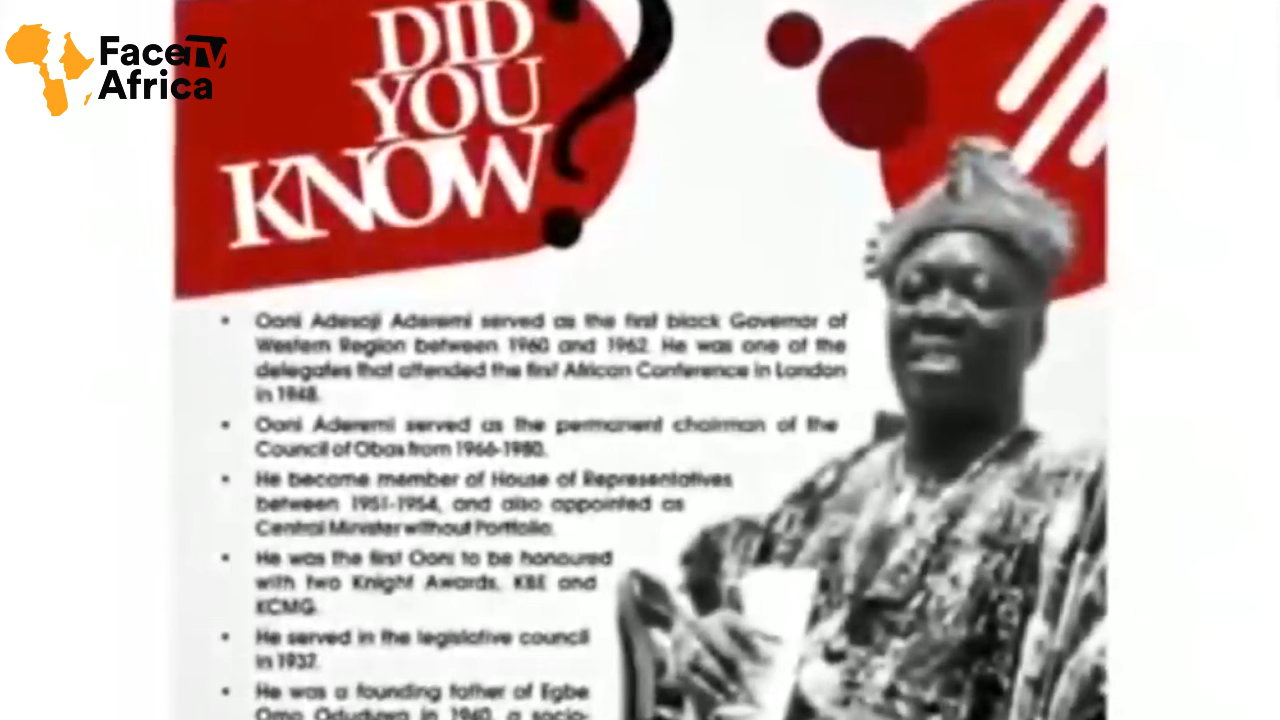 Face TV
Africa
DID
YOU
KNOW?
• Ooni Adesoji Aderemi served as the first black Governor of
Western Region between 1960 and 1962. He was one of the
delegates that attended the first African Conference in London
in 1948.
• Ooni Aderemi served as the permanent chairman of the
Council of Obas from 1966-1980.
• He became member of House of Representatives
between 1951-1954, and also appointed as
Central Minister without Portfolio.
• He was the first Ooni to be honoured
with two Knight Awards, KBE and
KCMG.
• He served in the legislative council
in 1937.
• He was a founding father of Egbe
Omo Oduduwa in 19 , a socio-